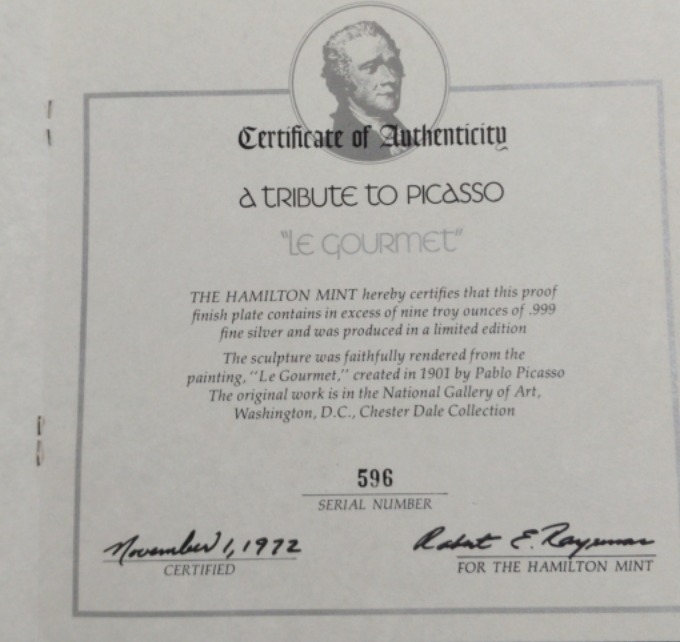 Certificate of Authenticity
A TRIBUTE TO PICASSO
"LE GOURMET"
THE HAMILTON MINT hereby certifies that this proof
finish plate contains in excess of nine troy ounces of .999
fine silver and was produced in a limited edition
The sculpture was faithfully rendered from the
painting, "Le Gourmet," created in 1901 by Pablo Picasso
The original work is in the National Gallery of Art,
Washington, D.C., Chester Dale Collection
596
SERIAL NUMBER
November 1, 1972
CERTIFIED
Robert E.
FOR THE HAMILTON MINT